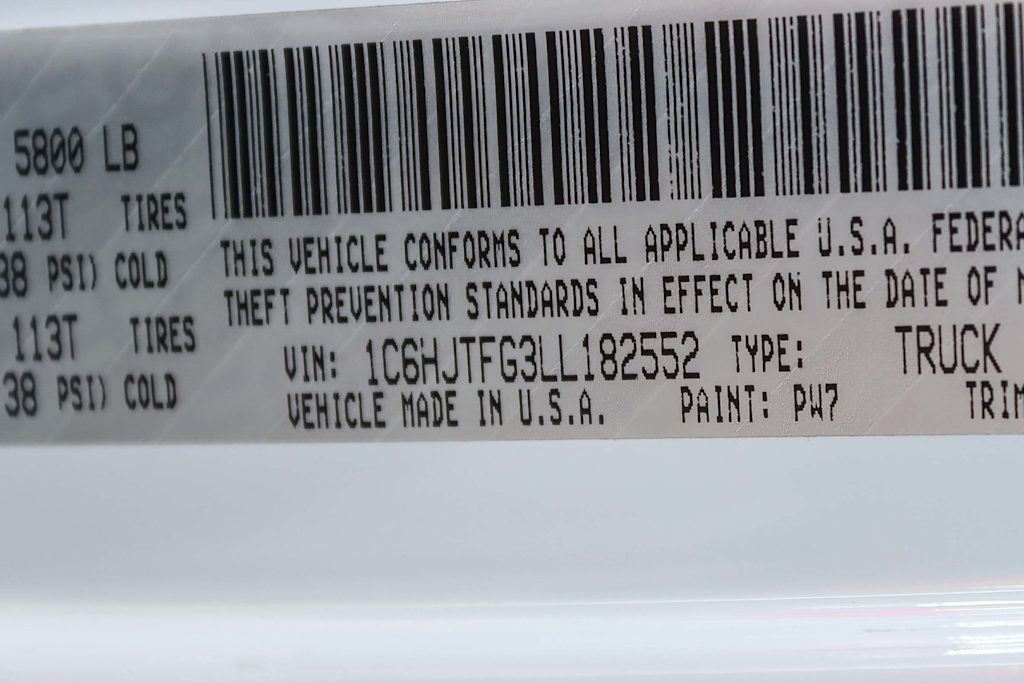 5800 LB
113T TIRES
38 PSI) COLD
113T TIRES
38 PSI) COLD
THIS VEHICLE CONFORMS TO ALL APPLICABLE U.S.A. FEDERA
THEFT PREVENTION STANDARDS IN EFFECT ON THE DATE OF M
VIN: 1C6HJTFG3LL182552 TYPE: TRUCK
VEHICLE MADE IN U.S.A. PAINT: PW7 TRIM